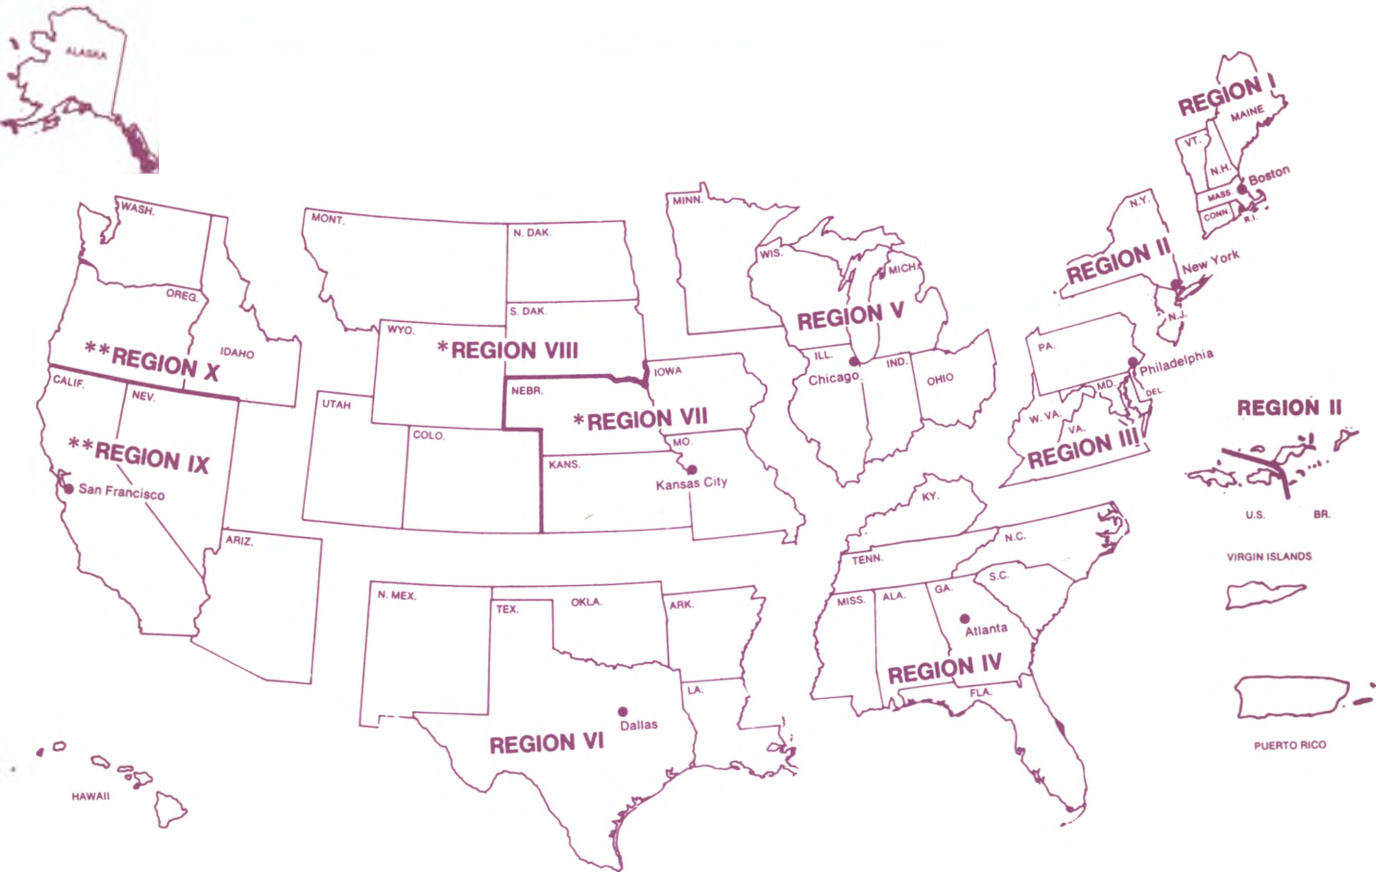 ALASKA
REGION I
MAINE
VT.
N.H.
Boston
MASS.
CONN.
R.I.
N.Y.
REGION II
New York
N.J.
WASH.
OREG.
**REGION X
IDAHO
MONT.
N. DAK.
S. DAK.
WYO.
*REGION VIII
UTAH
COLO.
MINN.
WIS.
MICH.
REGION V
ILL.
IND.
OHIO
Chicago
PA.
Philadelphia
MD.
DEL.
W. VA.
VA.
REGION III
CALIF.
NEV.
**REGION IX
San Francisco
ARIZ.
NEBR.
IOWA
*REGION VII
KANS.
MO.
Kansas City
REGION II
U.S.
BR.
VIRGIN ISLANDS
PUERTO RICO
KY.
TENN.
N.C.
S.C.
MISS.
ALA.
GA.
Atlanta
REGION IV
FLA.
N. MEX.
TEX.
OKLA.
ARK.
LA.
Dallas
REGION VI
HAWAII